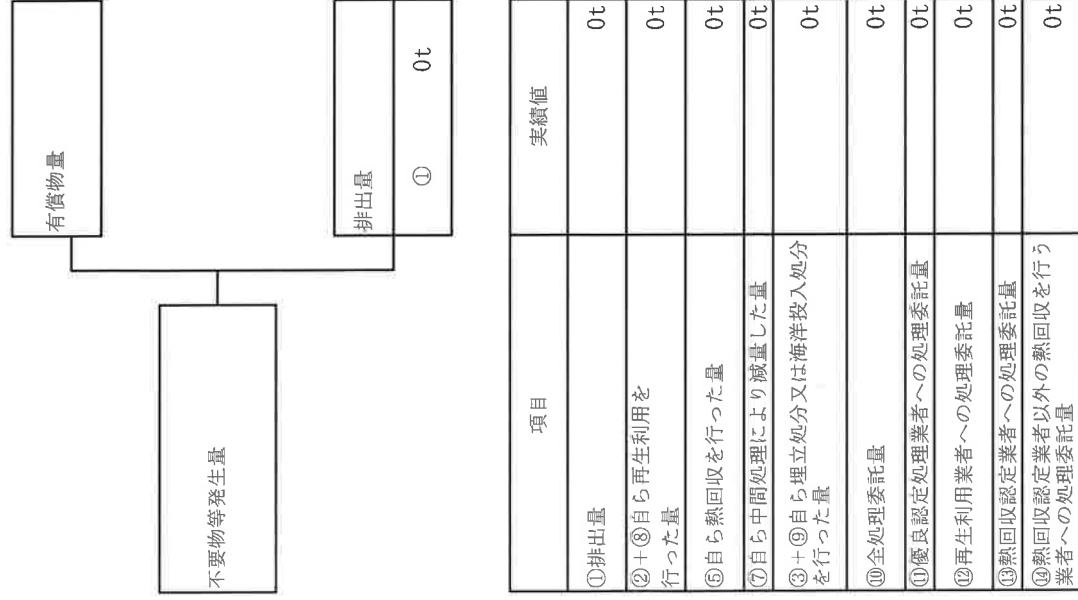 有償物量
不要物等発生量
排出量
① 0t
項目 実績値
①排出量 0t
②+⑧自ら再生利用を
行った量 0t
⑤自ら熱回収を行った量 0t
⑦自ら中間処理により減量した量 0t
③+⑨自ら埋立処分又は海洋投入処分
を行った量 0t
⑩全処理委託量 0t
⑪優良認定処理業者への処理委託量 0t
⑫再生利用業者への処理委託量 0t
⑬熱回収認定業者への処理委託量 0t
⑭熱回収認定業者以外の熱回収を行う
業者への処理委託量 0t